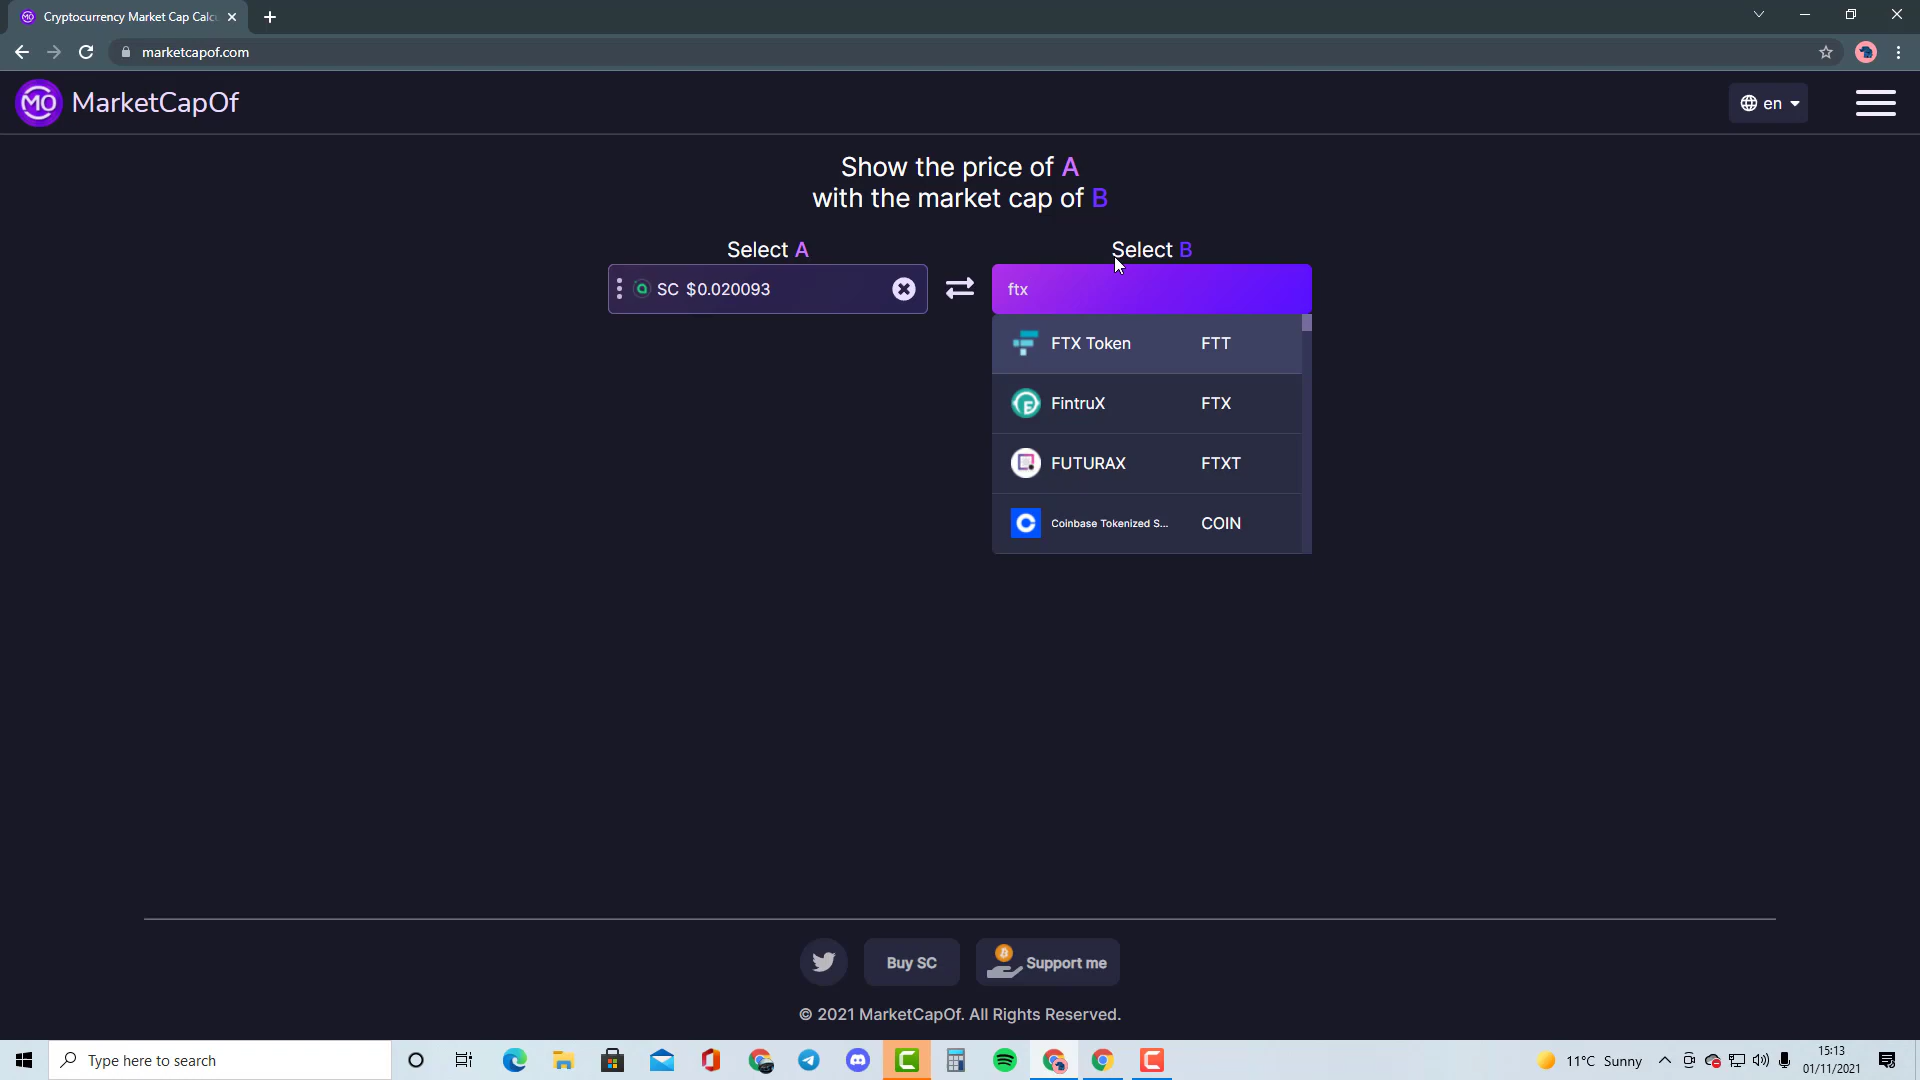 Cryptocurrency Market Cap Calc
marketcapof.com
MO MarketCapOf
en
Show the price of A
with the market cap of B
Select A
Select B
SC $0.020093
ftx
FTX Token FTT
FintruX FTX
FUTURAX FTXT
Coinbase Tokenized S... COIN
Buy SC
Support me
© 2021 MarketCapOf. All Rights Reserved.
Type here to search
11°C Sunny
15:13
01/11/2021